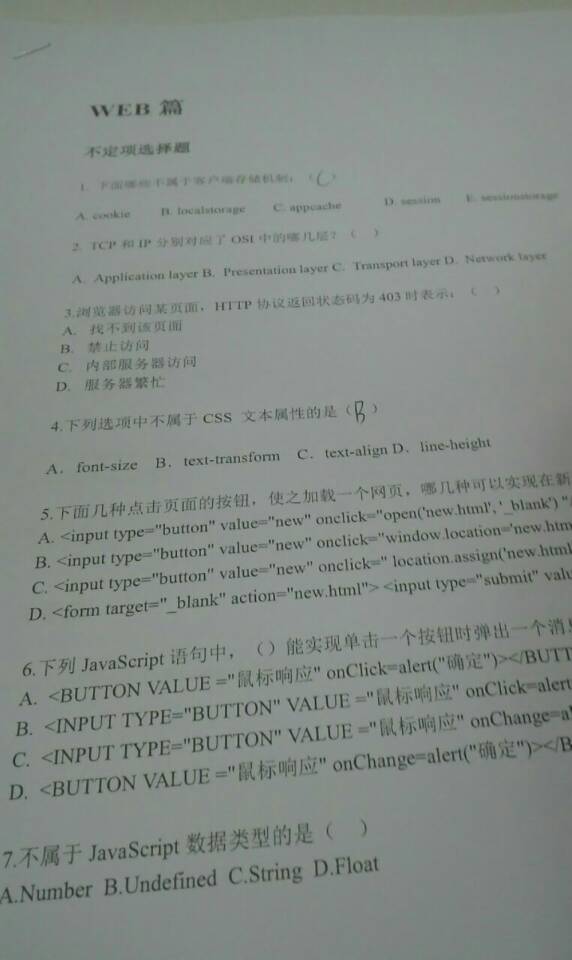 WEB 篇
不定项选择题
1. 下面哪些不属于客户端存储机制：（C）
A. cookie B. localstorage C. appcache D. session E. sessionstorage
2. TCP 和 IP 分别对应了 OSI 中的哪几层？（ ）
A. Application layer B. Presentation layer C. Transport layer D. Network layer
3.浏览器访问某页面，HTTP 协议返回状态码为 403 时表示：（ ）
A. 找不到该页面
B. 禁止访问
C. 内部服务器访问
D. 服务器繁忙
4.下列选项中不属于 CSS 文本属性的是（B）
A. font-size B. text-transform C. text-align D. line-height
5.下面几种点击页面的按钮，使之加载一个网页，哪几种可以实现在新
A. <input type="button" value="new" onclick="open('new.html','_blank')"
B. <input type="button" value="new" onclick="window.location='new.htm
C. <input type="button" value="new" onclick=" location.assign('new.html
D. <form target="_blank" action="new.html"> <input type="submit" valu
6.下列 JavaScript 语句中，（）能实现单击一个按钮时弹出一个消息
A. <BUTTON VALUE ="鼠标响应" onClick=alert("确定")></BUTT
B. <INPUT TYPE="BUTTON" VALUE ="鼠标响应" onClick=alert
C. <INPUT TYPE="BUTTON" VALUE ="鼠标响应" onChange=a
D. <BUTTON VALUE ="鼠标响应" onChange=alert("确定")></B
7.不属于 JavaScript 数据类型的是（ ）
A.Number B.Undefined C.String D.Float